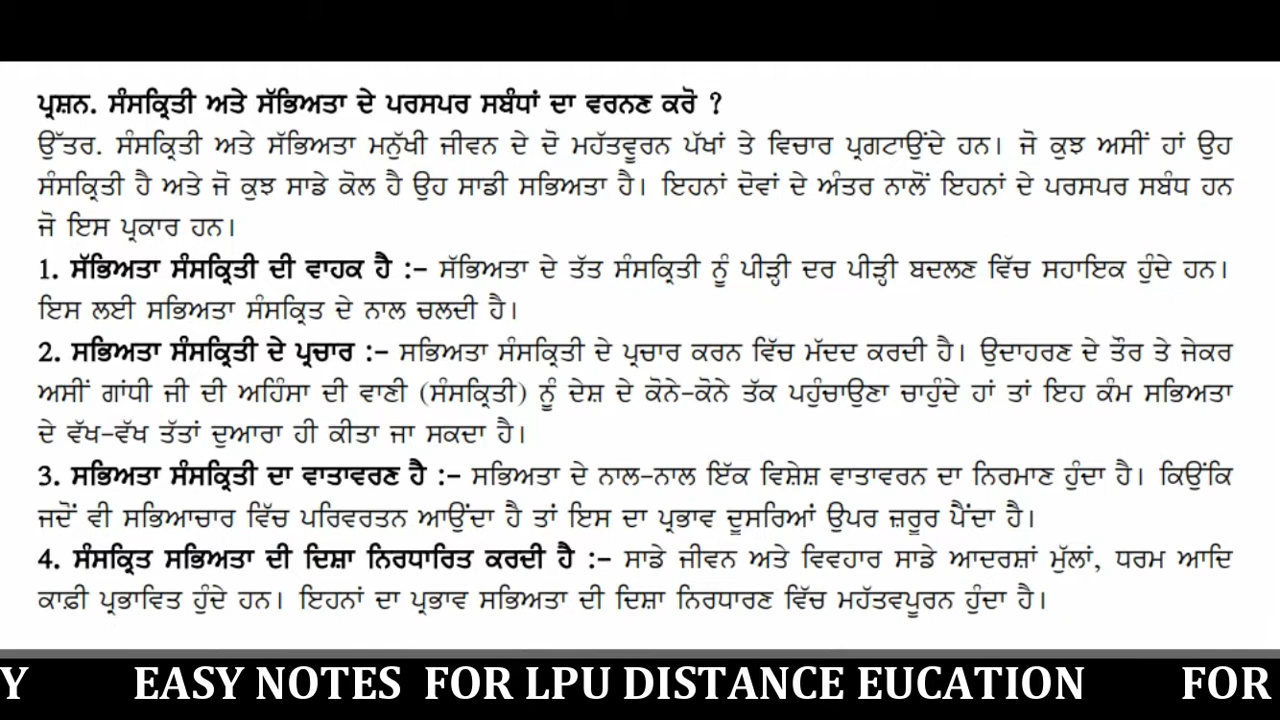 ਪ੍ਰਸ਼ਨ. ਸੰਸਕ੍ਰਿਤੀ ਅਤੇ ਸੱਭਿਅਤਾ ਦੇ ਪਰਸਪਰ ਸਬੰਧਾਂ ਦਾ ਵਰਨਣ ਕਰੋ ?
ਉੱਤਰ. ਸੰਸਕ੍ਰਿਤੀ ਅਤੇ ਸੱਭਿਅਤਾ ਮਨੁੱਖੀ ਜੀਵਨ ਦੇ ਦੋ ਮਹੱਤਵੂਰਨ ਪੱਖਾਂ ਤੇ ਵਿਚਾਰ ਪ੍ਰਗਟਾਉਂਦੇ ਹਨ। ਜੋ ਕੁਝ ਅਸੀਂ ਹਾਂ ਉਹ
ਸੰਸਕ੍ਰਿਤੀ ਹੈ ਅਤੇ ਜੋ ਕੁਝ ਸਾਡੇ ਕੋਲ ਹੈ ਉਹ ਸਾਡੀ ਸਭਿਅਤਾ ਹੈ। ਇਹਨਾਂ ਦੋਵਾਂ ਦੇ ਅੰਤਰ ਨਾਲੋਂ ਇਹਨਾਂ ਦੇ ਪਰਸਪਰ ਸਬੰਧ ਹਨ
ਜੋ ਇਸ ਪ੍ਰਕਾਰ ਹਨ।
1. ਸੱਭਿਅਤਾ ਸੰਸਕ੍ਰਿਤੀ ਦੀ ਵਾਹਕ ਹੈ :– ਸੱਭਿਅਤਾ ਦੇ ਤੱਤ ਸੰਸਕ੍ਰਿਤੀ ਨੂੰ ਪੀੜ੍ਹੀ ਦਰ ਪੀੜ੍ਹੀ ਬਦਲਣ ਵਿੱਚ ਸਹਾਇਕ ਹੁੰਦੇ ਹਨ।
ਇਸ ਲਈ ਸਭਿਅਤਾ ਸੰਸਕ੍ਰਿਤ ਦੇ ਨਾਲ ਚਲਦੀ ਹੈ।
2. ਸਭਿਅਤਾ ਸੰਸਕ੍ਰਿਤੀ ਦੇ ਪ੍ਰਚਾਰ :– ਸਭਿਅਤਾ ਸੰਸਕ੍ਰਿਤੀ ਦੇ ਪ੍ਰਚਾਰ ਕਰਨ ਵਿੱਚ ਮੱਦਦ ਕਰਦੀ ਹੈ। ਉਦਾਹਰਣ ਦੇ ਤੌਰ ਤੇ ਜੇਕਰ
ਅਸੀਂ ਗਾਂਧੀ ਜੀ ਦੀ ਅਹਿੰਸਾ ਦੀ ਵਾਣੀ (ਸੰਸਕ੍ਰਿਤੀ) ਨੂੰ ਦੇਸ਼ ਦੇ ਕੋਨੇ-ਕੋਨੇ ਤੱਕ ਪਹੁੰਚਾਉਣਾ ਚਾਹੁੰਦੇ ਹਾਂ ਤਾਂ ਇਹ ਕੰਮ ਸਭਿਅਤਾ
ਦੇ ਵੱਖ-ਵੱਖ ਤੱਤਾਂ ਦੁਆਰਾ ਹੀ ਕੀਤਾ ਜਾ ਸਕਦਾ ਹੈ।
3. ਸਭਿਅਤਾ ਸੰਸਕ੍ਰਿਤੀ ਦਾ ਵਾਤਾਵਰਣ ਹੈ :– ਸਭਿਅਤਾ ਦੇ ਨਾਲ-ਨਾਲ ਇੱਕ ਵਿਸ਼ੇਸ਼ ਵਾਤਾਵਰਨ ਦਾ ਨਿਰਮਾਣ ਹੁੰਦਾ ਹੈ। ਕਿਉਂਕਿ
ਜਦੋਂ ਵੀ ਸਭਿਆਚਾਰ ਵਿੱਚ ਪਰਿਵਰਤਨ ਆਉਂਦਾ ਹੈ ਤਾਂ ਇਸ ਦਾ ਪ੍ਰਭਾਵ ਦੂਸਰਿਆਂ ਉਪਰ ਜ਼ਰੂਰ ਪੈਂਦਾ ਹੈ।
4. ਸੰਸਕ੍ਰਿਤ ਸਭਿਅਤਾ ਦੀ ਦਿਸ਼ਾ ਨਿਰਧਾਰਿਤ ਕਰਦੀ ਹੈ :– ਸਾਡੇ ਜੀਵਨ ਅਤੇ ਵਿਵਹਾਰ ਸਾਡੇ ਆਦਰਸ਼ਾਂ ਮੁੱਲਾਂ, ਧਰਮ ਆਦਿ
ਕਾਫ਼ੀ ਪ੍ਰਭਾਵਿਤ ਹੁੰਦੇ ਹਨ। ਇਹਨਾਂ ਦਾ ਪ੍ਰਭਾਵ ਸਭਿਅਤਾ ਦੀ ਦਿਸ਼ਾ ਨਿਰਧਾਰਣ ਵਿੱਚ ਮਹੱਤਵਪੂਰਨ ਹੁੰਦਾ ਹੈ।
Y EASY NOTES FOR LPU DISTANCE EUCATION FOR